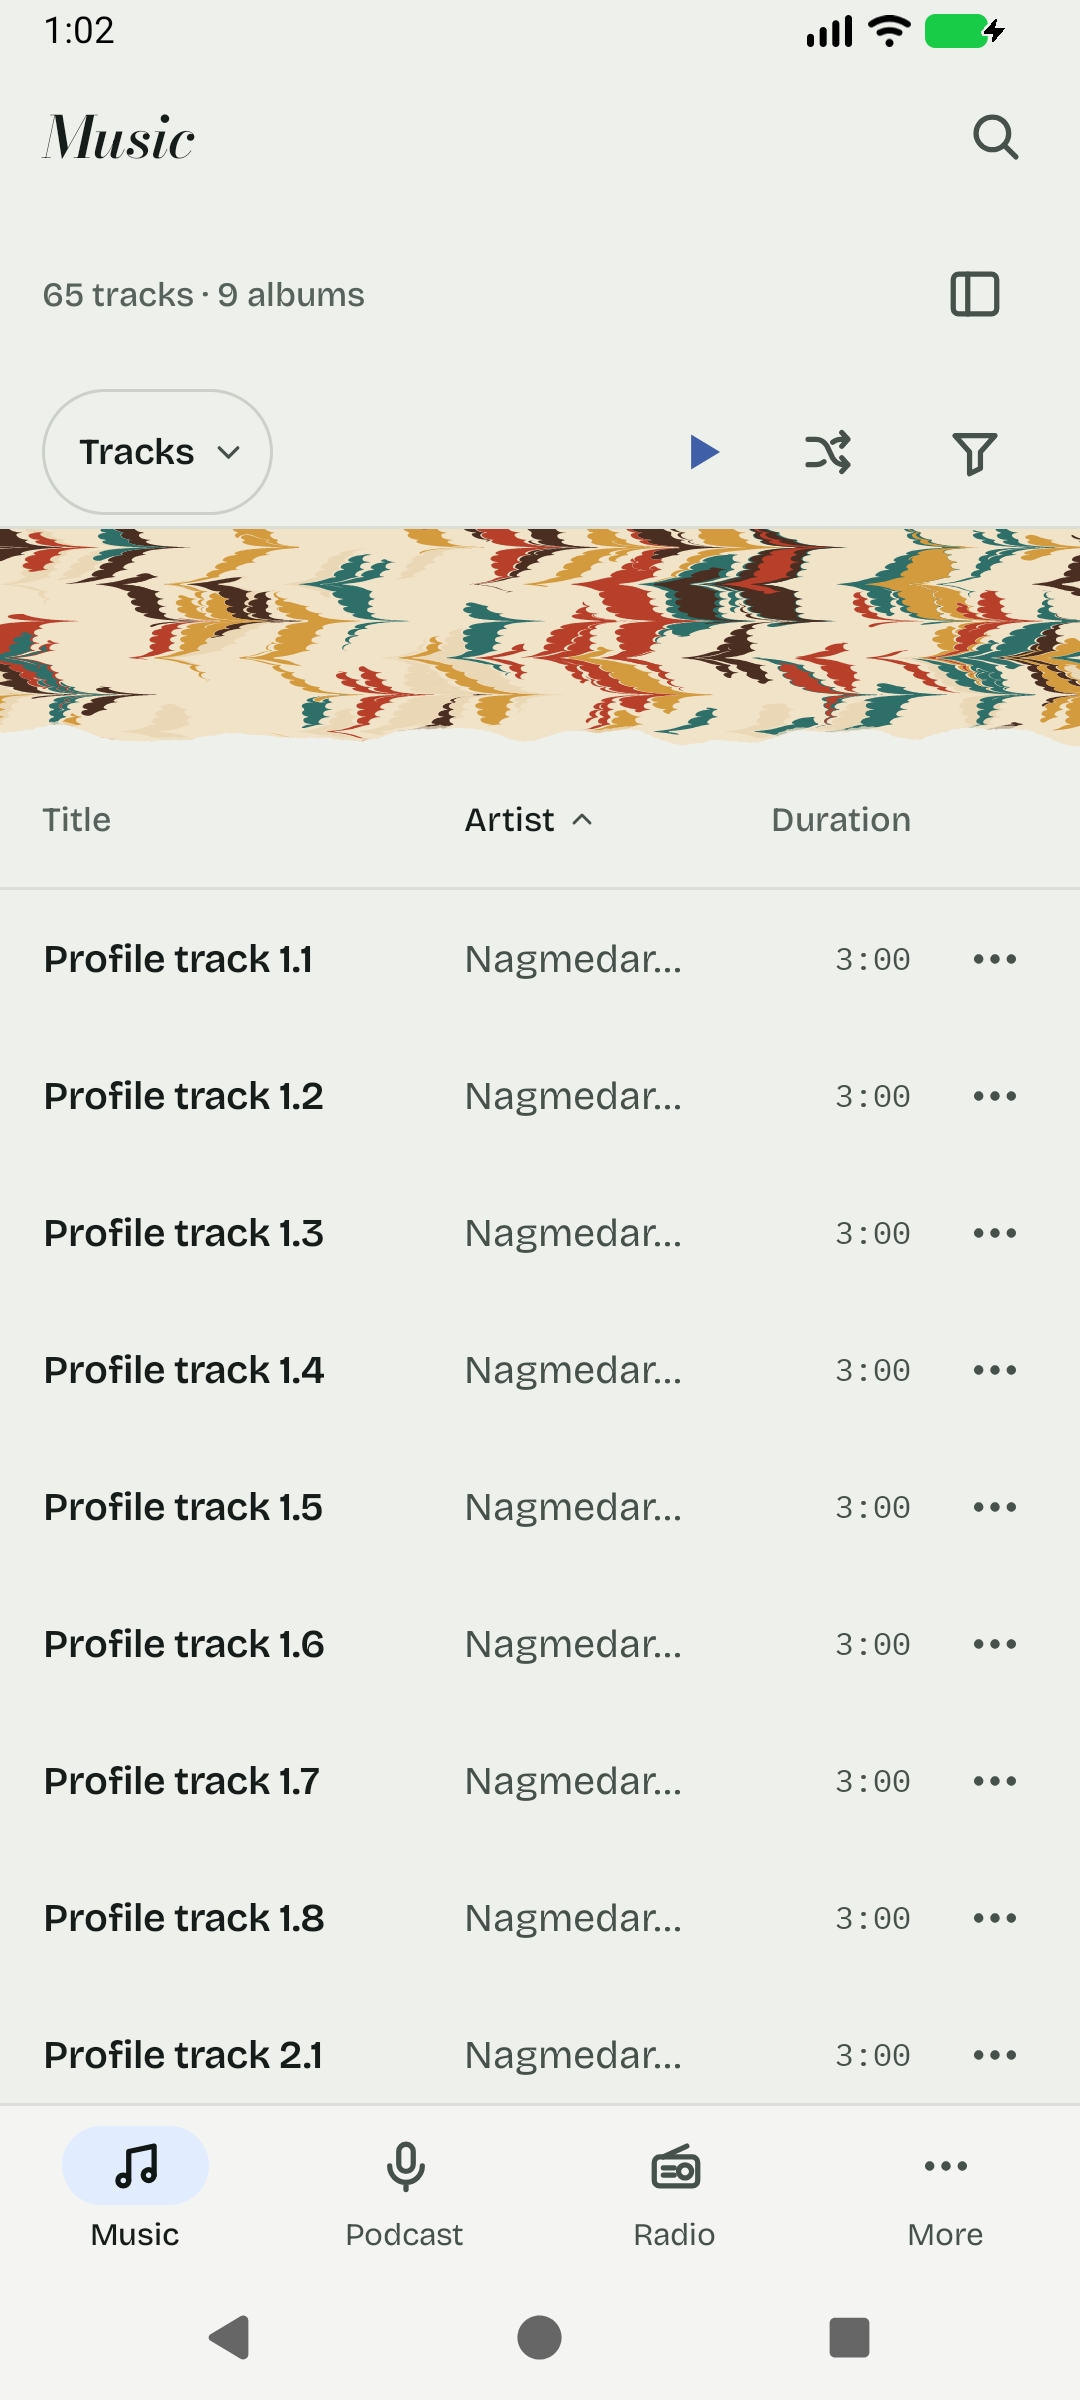 1:02
Music
65 tracks · 9 albums
Tracks
Title Artist Duration
Profile track 1.1 Nagmedar... 3:00
Profile track 1.2 Nagmedar... 3:00
Profile track 1.3 Nagmedar... 3:00
Profile track 1.4 Nagmedar... 3:00
Profile track 1.5 Nagmedar... 3:00
Profile track 1.6 Nagmedar... 3:00
Profile track 1.7 Nagmedar... 3:00
Profile track 1.8 Nagmedar... 3:00
Profile track 2.1 Nagmedar... 3:00
Music Podcast Radio More